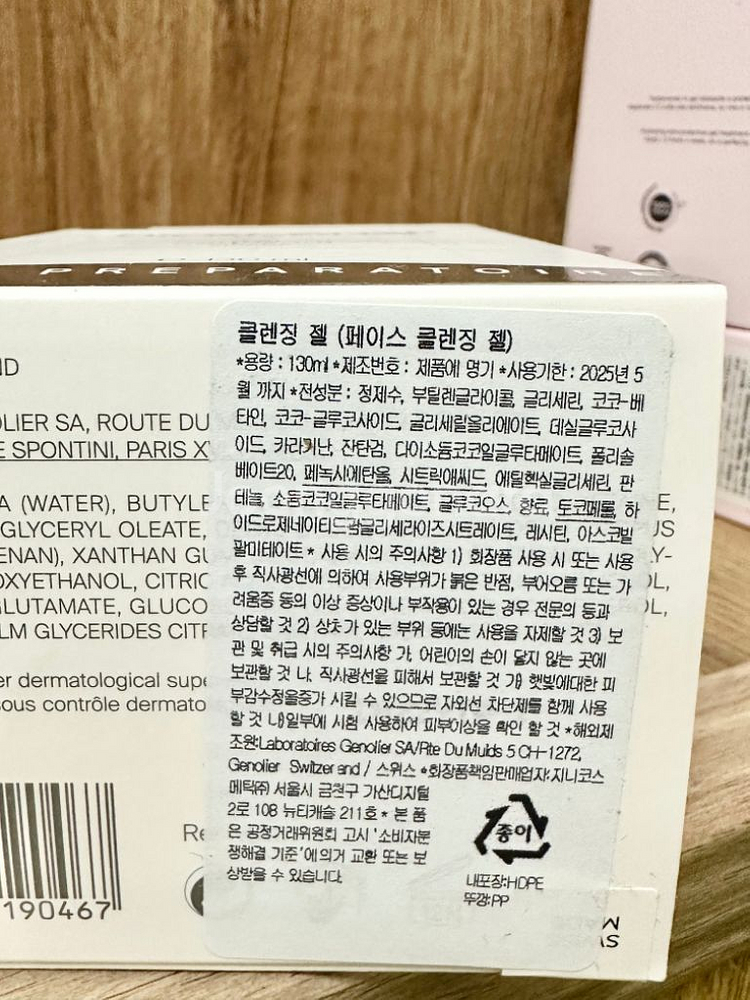 PREPARATOIRE
ND
OLIER SA, ROUTE DU
E SPONTINI, PARIS X
A (WATER), BUTYLE
GLYCERYL OLEATE,
ENAN), XANTHAN GU
OXYETHANOL, CITRIC
GLUTAMATE, GLUCO
LM GLYCERIDES CITR
er dermatological supe
sous contrôle dermato
190467
Re
클렌징 젤 (페이스 클렌징 젤)
*용량 : 130ml *제조번호 : 제품에 명기 *사용기한 : 2025년 5
월 까지 *전성분 : 정제수, 부틸렌글라이콜, 글리세린, 코코-베
타인, 코코-글루코사이드, 글리세릴올리에이트, 데실글루코사
이드, 카라기난, 잔탄검, 다이소듐코코일글루타메이트, 폴리솔
베이트20, 페녹시에탄올, 시트릭애씨드, 에틸헥실글리세린, 판
테놀, 소듐코코일글루타메이트, 글루코오스, 향료, 토코페롤, 하
이드로제네이티드팜글리세라이즈시트레이트, 레시틴, 아스코빌
팔미테이트 * 사용 시의 주의사항 1) 화장품 사용 시 또는 사용
후 직사광선에 의하여 사용부위가 붉은 반점, 부어오름 또는 가
려움증 등의 이상 증상이나 부작용이 있는 경우 전문의 등과
상담할 것 2) 상처가 있는 부위 등에는 사용을 자제할 것 3) 보
관 및 취급 시의 주의사항 가. 어린이의 손이 닿지 않는 곳에
보관할 것 나. 직사광선을 피해서 보관할 것 가) 햇빛에대한 피
부감수성을증가 시킬 수 있으므로 자외선 차단제를 함께 사용
할 것 나)일부에 시험 사용하여 피부이상을 확인 할 것 *해외제
조원:Laboratoires Genolier SA/Rte Du Muids 5 CH-1272,
Genolier Switzerand / 스위스 *화장품책임판매업자:지니코스
메틱㈜ 서울시 금천구 가산디지털
2로 108 뉴티캐슬 211호 * 본 품
은 공정거래위원회 고시 '소비자분
쟁해결 기준'에의거 교환 또는 보
상받을 수 있습니다.
종이
내포장:HDPE
뚜껑:PP
SWISS
MADE